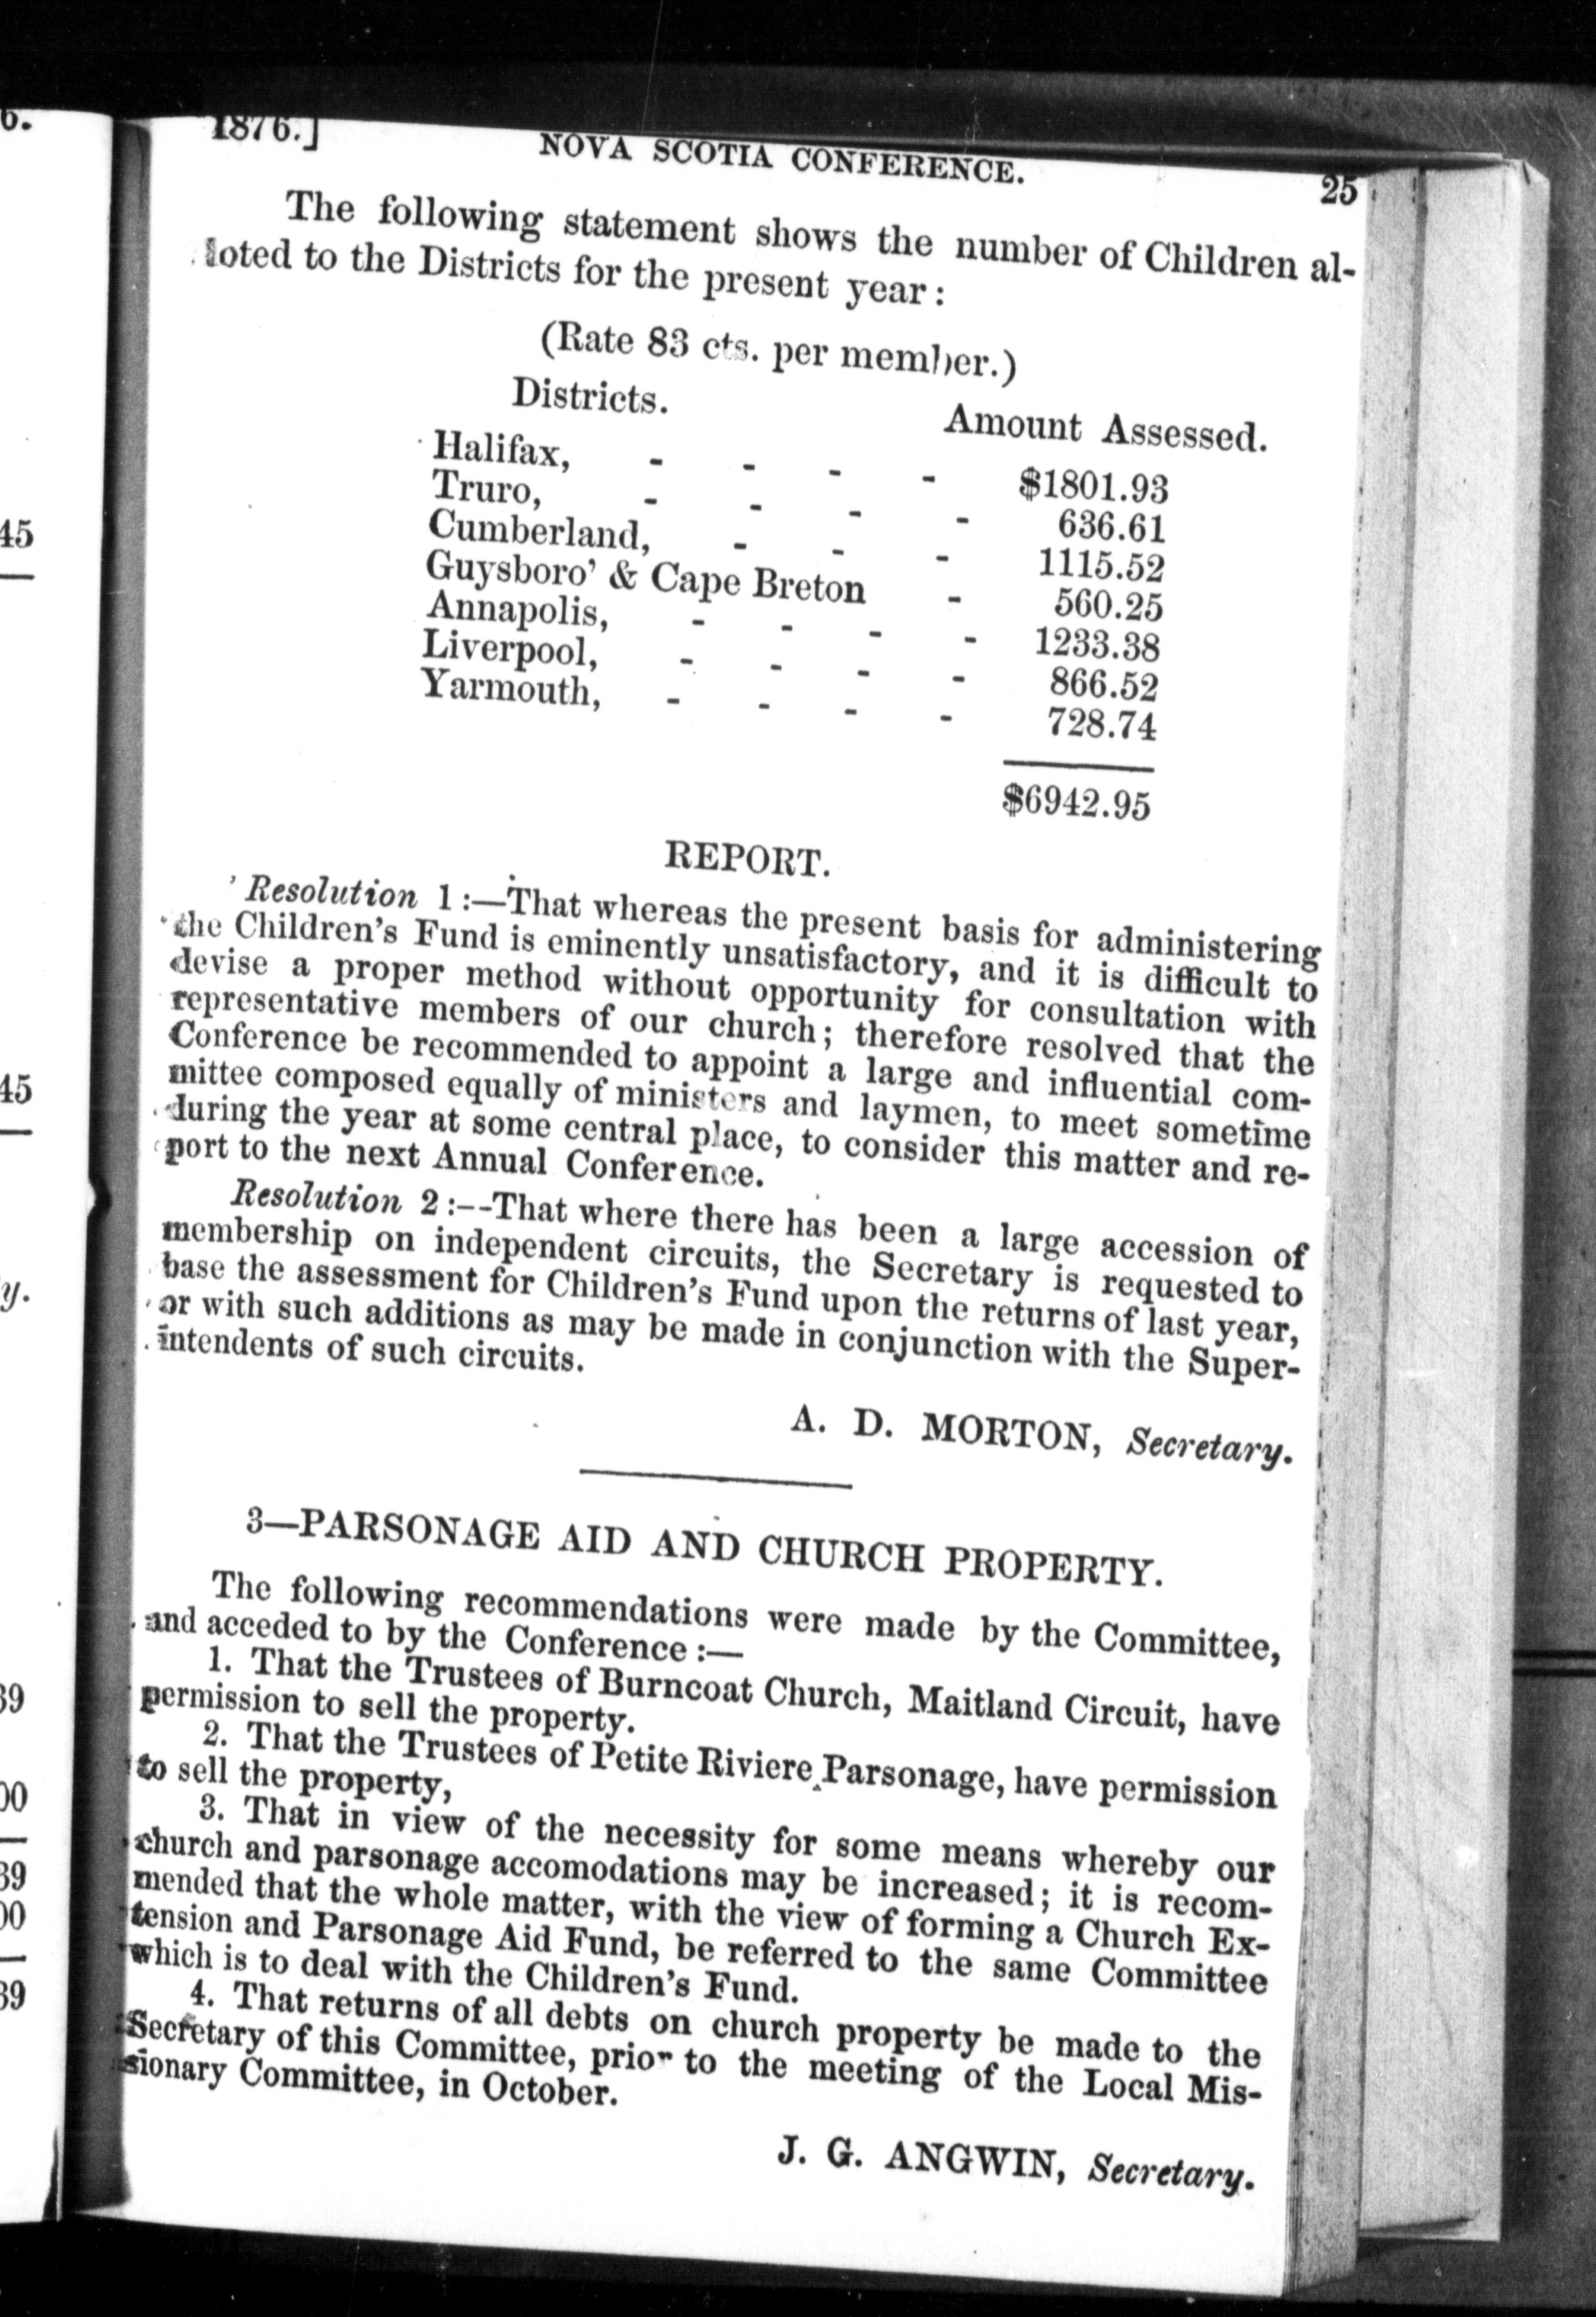 6.
45
45
y.
39
00
39
00
39
1876.]
NOVA SCOTIA CONFERENCE.
25
The following statement shows the number of Children al-
loted to the Districts for the present year:
(Rate 83 cts. per member.)
Districts. Amount Assessed.
Halifax, - - - - $1801.93
Truro, - - - - 636.61
Cumberland, - - - 1115.52
Guysboro' & Cape Breton - 560.25
Annapolis, - - - - 1233.38
Liverpool, - - - - 866.52
Yarmouth, - - - - 728.74
$6942.95
REPORT.
Resolution 1:—That whereas the present basis for administering
the Children's Fund is eminently unsatisfactory, and it is difficult to
devise a proper method without opportunity for consultation with
representative members of our church; therefore resolved that the
Conference be recommended to appoint a large and influential com-
mittee composed equally of ministers and laymen, to meet sometime
during the year at some central place, to consider this matter and re-
port to the next Annual Conference.
Resolution 2:--That where there has been a large accession of
membership on independent circuits, the Secretary is requested to
base the assessment for Children's Fund upon the returns of last year,
or with such additions as may be made in conjunction with the Super-
intendents of such circuits.
A. D. MORTON, Secretary.
3—PARSONAGE AID AND CHURCH PROPERTY.
The following recommendations were made by the Committee,
and acceded to by the Conference:—
1. That the Trustees of Burncoat Church, Maitland Circuit, have
permission to sell the property.
2. That the Trustees of Petite Riviere Parsonage, have permission
to sell the property,
3. That in view of the necessity for some means whereby our
church and parsonage accomodations may be increased; it is recom-
mended that the whole matter, with the view of forming a Church Ex-
tension and Parsonage Aid Fund, be referred to the same Committee
which is to deal with the Children's Fund.
4. That returns of all debts on church property be made to the
Secretary of this Committee, prior to the meeting of the Local Mis-
sionary Committee, in October.
J. G. ANGWIN, Secretary.